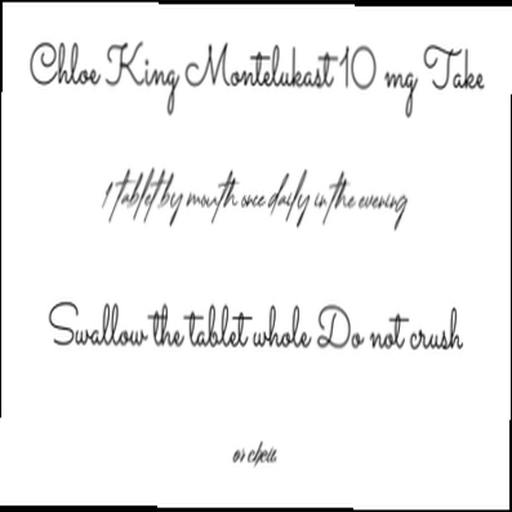 Chloe King Montelukast 10 mg Take
1 tablet by mouth once daily in the evening
Swallow the tablet whole Do not crush
or chew